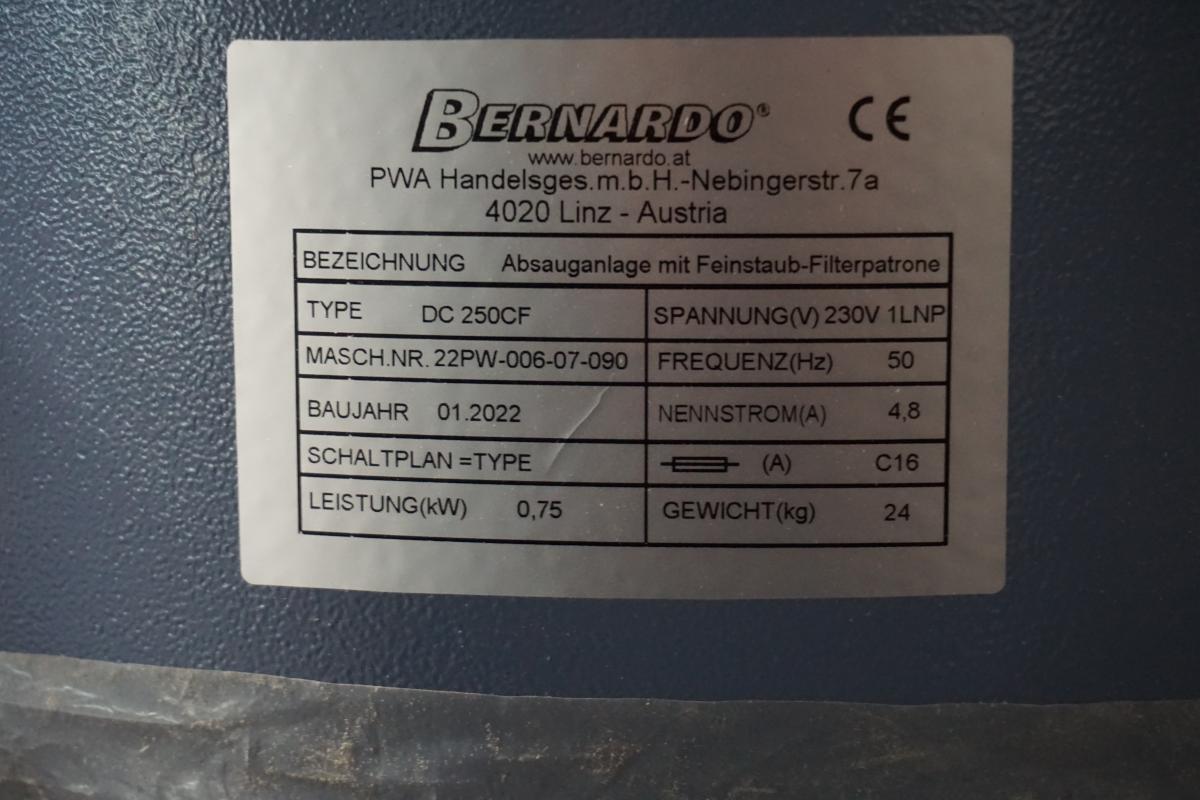 BERNARDO®
CE
www.bernardo.at
PWA Handelsges.m.b.H.-Nebingerstr.7a
4020 Linz - Austria
BEZEICHNUNG Absauganlage mit Feinstaub-Filterpatrone
TYPE DC 250CF SPANNUNG(V) 230V 1LNP
MASCH.NR. 22PW-006-07-090 FREQUENZ(Hz) 50
BAUJAHR 01.2022 NENNSTROM(A) 4,8
SCHALTPLAN =TYPE (A) C16
LEISTUNG(kW) 0,75 GEWICHT(kg) 24